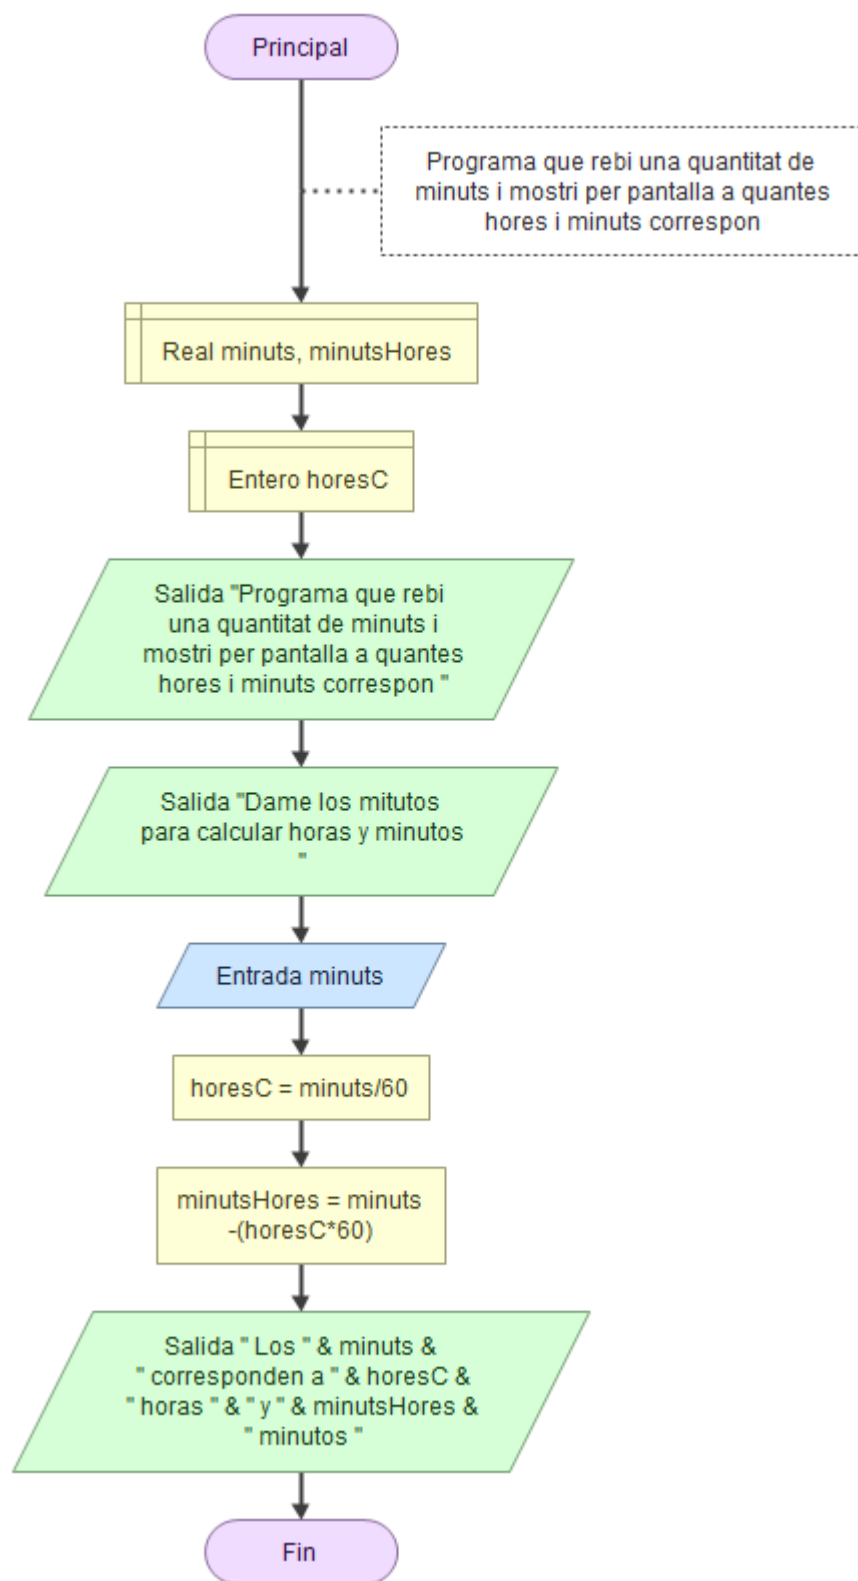 Principal
Programa que rebi una quantitat de
minuts i mostri per pantalla a quantes
hores i minuts correspon
Real minuts, minutsHores
Entero horesC
Salida "Programa que rebi
una quantitat de minuts i
mostri per pantalla a quantes
hores i minuts correspon "
Salida "Dame los mitutos
para calcular horas y minutos
"
Entrada minuts
horesC = minuts/60
minutsHores = minuts
-(horesC*60)
Salida " Los " & minuts &
" corresponden a " & horesC &
" horas " & " y " & minutsHores &
" minutos "
Fin